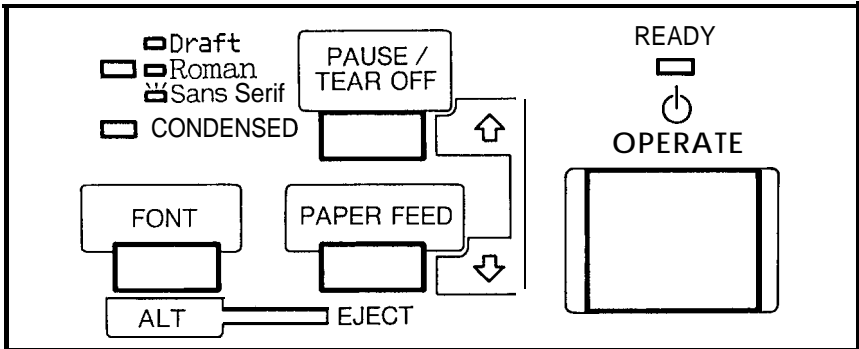 Draft
Roman
Sans Serif
CONDENSED
PAUSE /
TEAR OFF
READY
OPERATE
FONT
PAPER FEED
ALT
EJECT